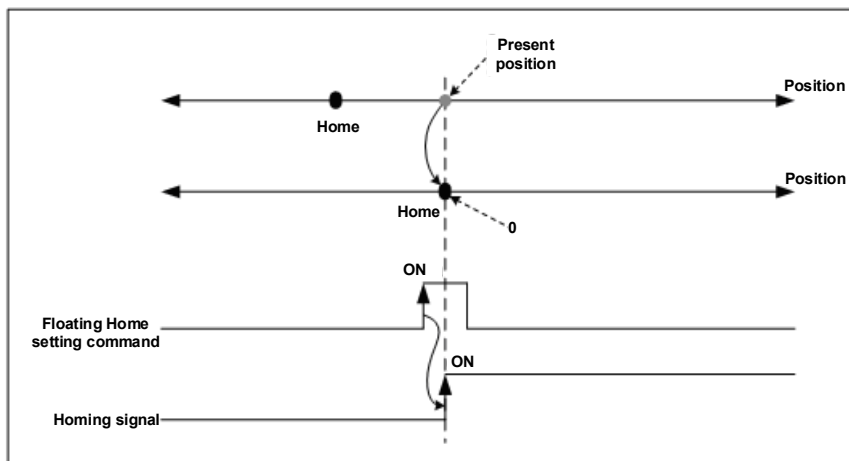 Present
position
Position
Home
Position
Home
0
ON
Floating Home
setting command
ON
Homing signal